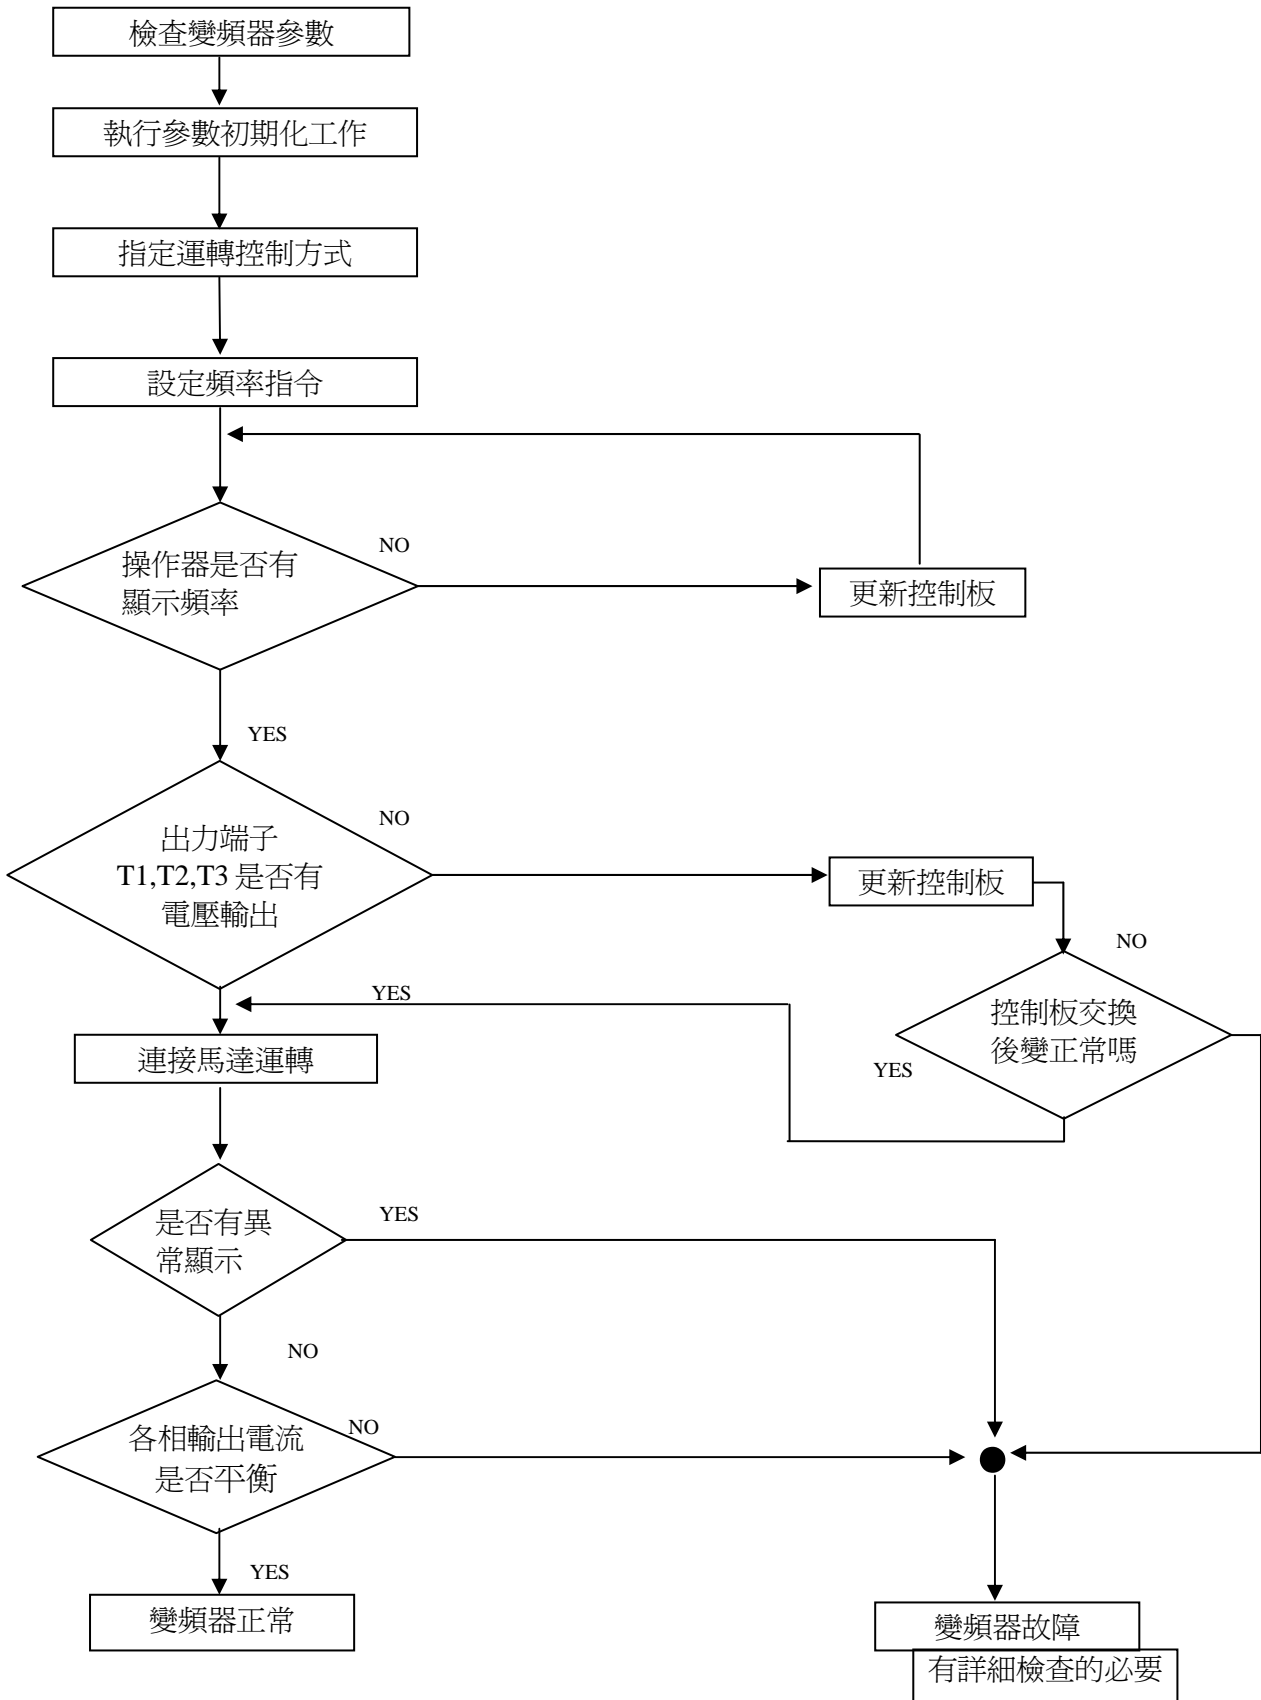 檢查變頻器參數
執行參數初期化工作
指定運轉控制方式
設定頻率指令
操作器是否有
顯示頻率
NO
更新控制板
YES
出力端子
T1,T2,T3 是否有
電壓輸出
NO
更新控制板
NO
控制板交換
後變正常嗎
YES
YES
連接馬達運轉
是否有異
常顯示
YES
NO
各相輸出電流
是否平衡
NO
YES
變頻器正常
變頻器故障
有詳細檢查的必要